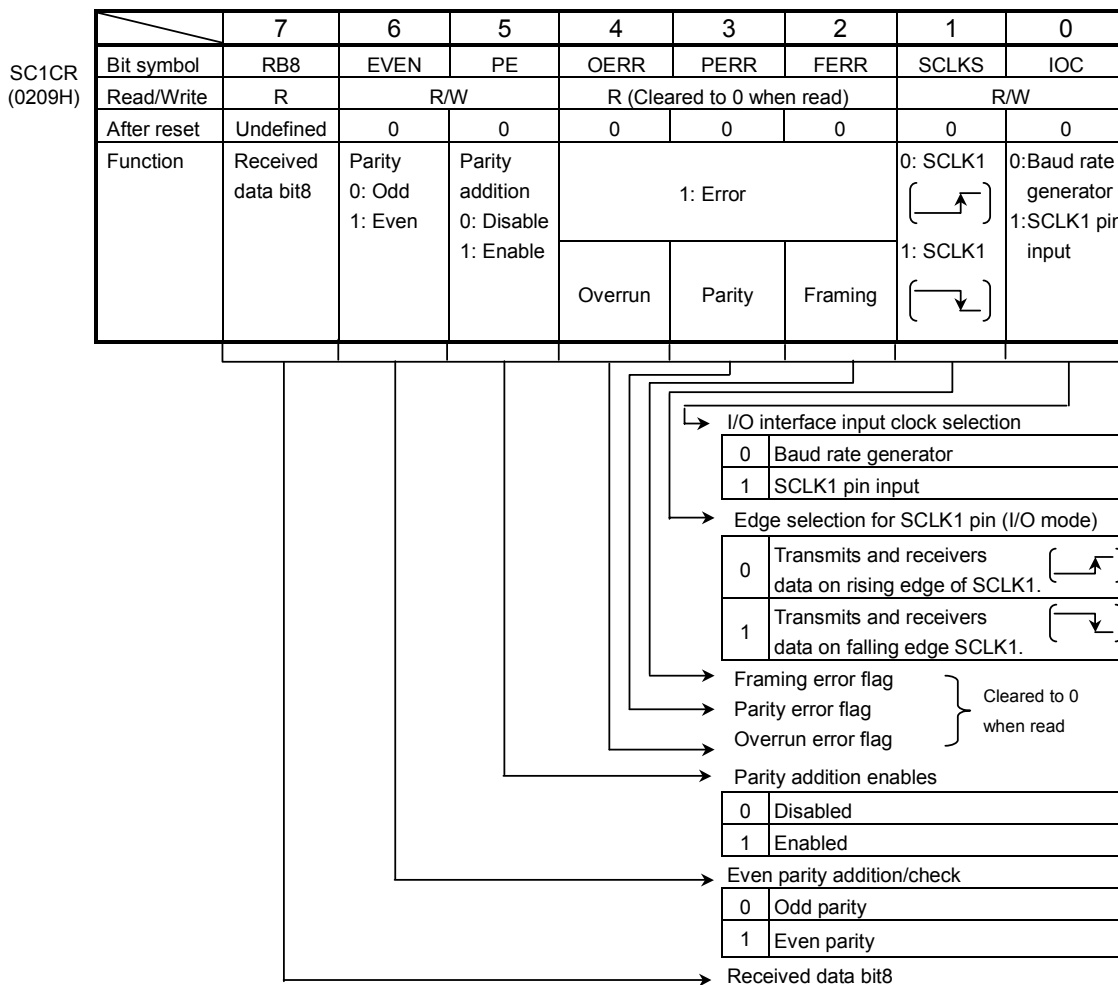 7 6 5 4 3 2 1 0
SC1CR
(0209H)
Bit symbol RB8 EVEN PE OERR PERR FERR SCLKS IOC
Read/Write R R/W R (Cleared to 0 when read) R/W
After reset Undefined 0 0 0 0 0 0 0
Function
Received
data bit8
Parity
0: Odd
1: Even
Parity
addition
0: Disable
1: Enable
1: Error
Overrun Parity Framing
0: SCLK1
1: SCLK1
0:Baud rate
generator
1:SCLK1 pin
input
I/O interface input clock selection
0 Baud rate generator
1 SCLK1 pin input
Edge selection for SCLK1 pin (I/O mode)
0 Transmits and receivers
data on rising edge of SCLK1.
1 Transmits and receivers
data on falling edge SCLK1.
Framing error flag
Parity error flag
Overrun error flag
Cleared to 0
when read
Parity addition enables
0 Disabled
1 Enabled
Even parity addition/check
0 Odd parity
1 Even parity
Received data bit8